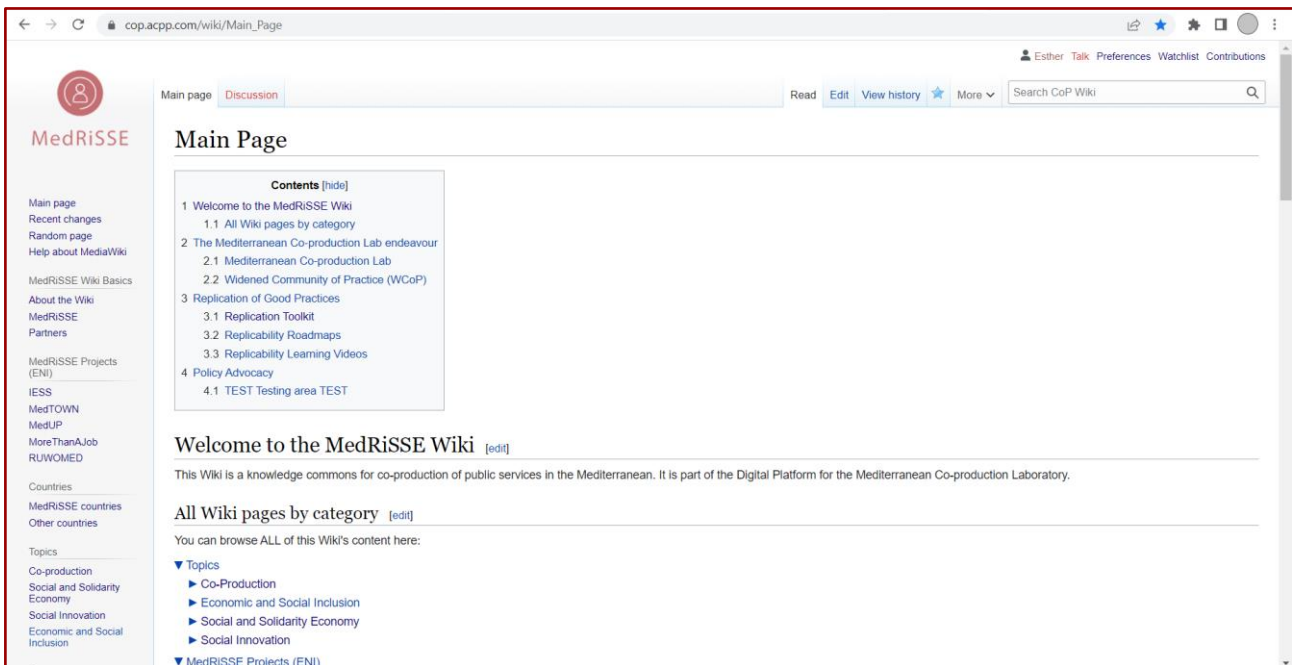 cop.acpp.com/wiki/Main_Page
Esther Talk Preferences Watchlist Contributions
MedRiSSE
Main page Discussion
Read Edit View history More
Search CoP Wiki
Main page
Recent changes
Random page
Help about MediaWiki
MedRiSSE Wiki Basics
About the Wiki
MedRiSSE
Partners
MedRiSSE Projects
(ENI)
IESS
MedTOWN
MedUP
MoreThanAJob
RUWOMED
Countries
MedRiSSE countries
Other countries
Topics
Co-production
Social and Solidarity
Economy
Social Innovation
Economic and Social
Inclusion
Main Page
Contents [hide]
1 Welcome to the MedRiSSE Wiki
1.1 All Wiki pages by category
2 The Mediterranean Co-production Lab endeavour
2.1 Mediterranean Co-production Lab
2.2 Widened Community of Practice (WCoP)
3 Replication of Good Practices
3.1 Replication Toolkit
3.2 Replicability Roadmaps
3.3 Replicability Learning Videos
4 Policy Advocacy
4.1 TEST Testing area TEST
Welcome to the MedRiSSE Wiki [edit]
This Wiki is a knowledge commons for co-production of public services in the Mediterranean. It is part of the Digital Platform for the Mediterranean Co-production Laboratory.
All Wiki pages by category [edit]
You can browse ALL of this Wiki's content here:
▼ Topics
► Co-Production
► Economic and Social Inclusion
► Social and Solidarity Economy
► Social Innovation
▼ MedRiSSE Projects (ENI)